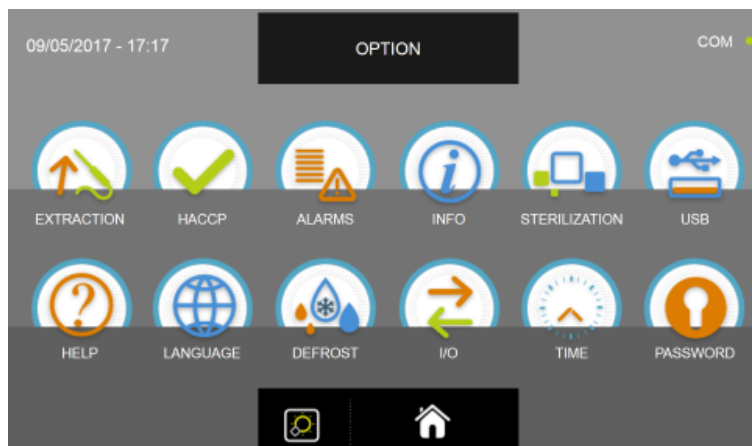 09/05/2017 - 17:17 OPTION COM
EXTRACTION HACCP ALARMS INFO STERILIZATION USB
HELP LANGUAGE DEFROST I/O TIME PASSWORD